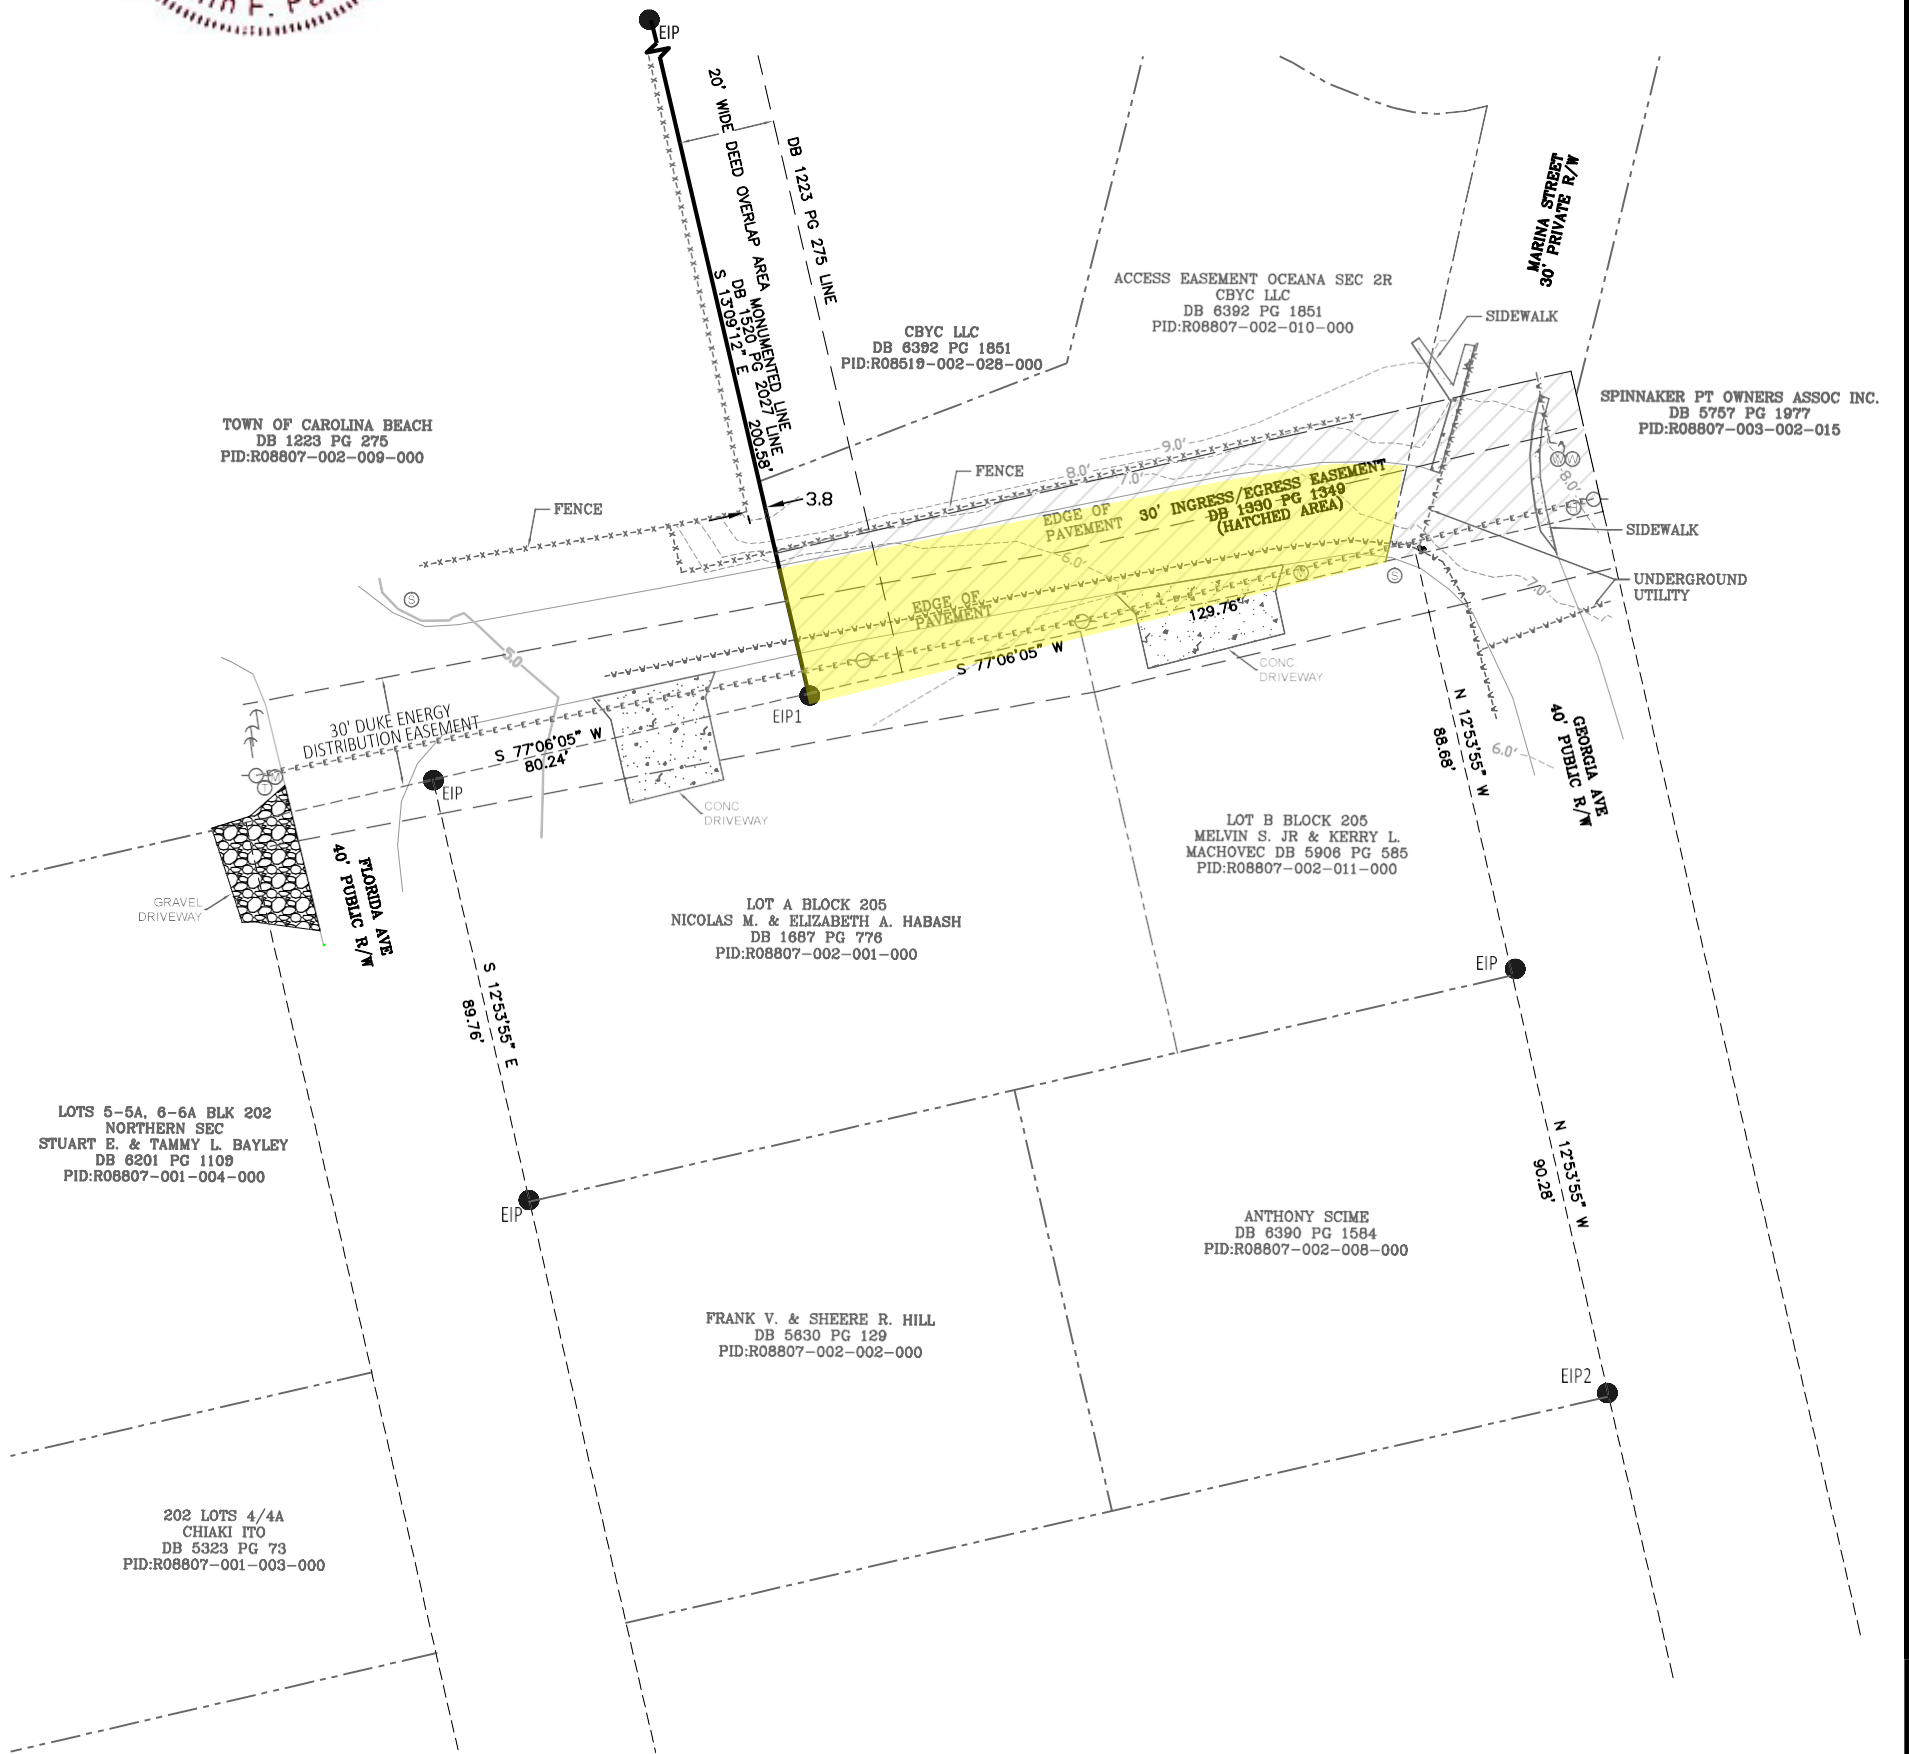 EIP
20' WIDE DEED OVERLAP AREA
DB 1223 PG 275 LINE
MONUMENTED LINE
DB 1520 PG 2027 LINE
S 13°09'12" E 200.58'
MARINA STREET
30' PRIVATE R/W
ACCESS EASEMENT OCEANA SEC 2R
CBYC LLC
DB 6392 PG 1851
PID:R08807-002-010-000
SIDEWALK
CBYC LLC
DB 6392 PG 1851
PID:R08519-002-028-000
SPINNAKER PT OWNERS ASSOC INC.
DB 5757 PG 1977
PID:R08807-003-002-015
TOWN OF CAROLINA BEACH
DB 1223 PG 275
PID:R08807-002-009-000
9.0'
8.0'
7.0'
FENCE
3.8
FENCE
30' INGRESS/EGRESS EASEMENT
DB 1330 PG 1349
(HATCHED AREA)
EDGE OF
PAVEMENT
6.0'
8.0'
SIDEWALK
UNDERGROUND
UTILITY
7.0'
EDGE OF
PAVEMENT
129.76'
S 77°06'05" W
CONC
DRIVEWAY
5.0
EIP1
30' DUKE ENERGY
DISTRIBUTION EASEMENT
S 77°06'05" W
80.24'
EIP
CONC
DRIVEWAY
N 12°53'55" W
88.68'
6.0'
GEORGIA AVE
40' PUBLIC R/W
LOT B BLOCK 205
MELVIN S. JR & KERRY L.
MACHOVEC DB 5906 PG 585
PID:R08807-002-011-000
GRAVEL
DRIVEWAY
FLORIDA AVE
40' PUBLIC R/W
LOT A BLOCK 205
NICOLAS M. & ELIZABETH A. HABASH
DB 1687 PG 776
PID:R08807-002-001-000
EIP
S 12°53'55" E
89.76'
LOTS 5-5A, 6-6A BLK 202
NORTHERN SEC
STUART E. & TAMMY L. BAYLEY
DB 6201 PG 1109
PID:R08807-001-004-000
EIP
N 12°53'55" W
90.28'
ANTHONY SCIME
DB 6390 PG 1584
PID:R08807-002-008-000
FRANK V. & SHEERE R. HILL
DB 5630 PG 129
PID:R08807-002-002-000
EIP2
202 LOTS 4/4A
CHIAKI ITO
DB 5323 PG 73
PID:R08807-001-003-000